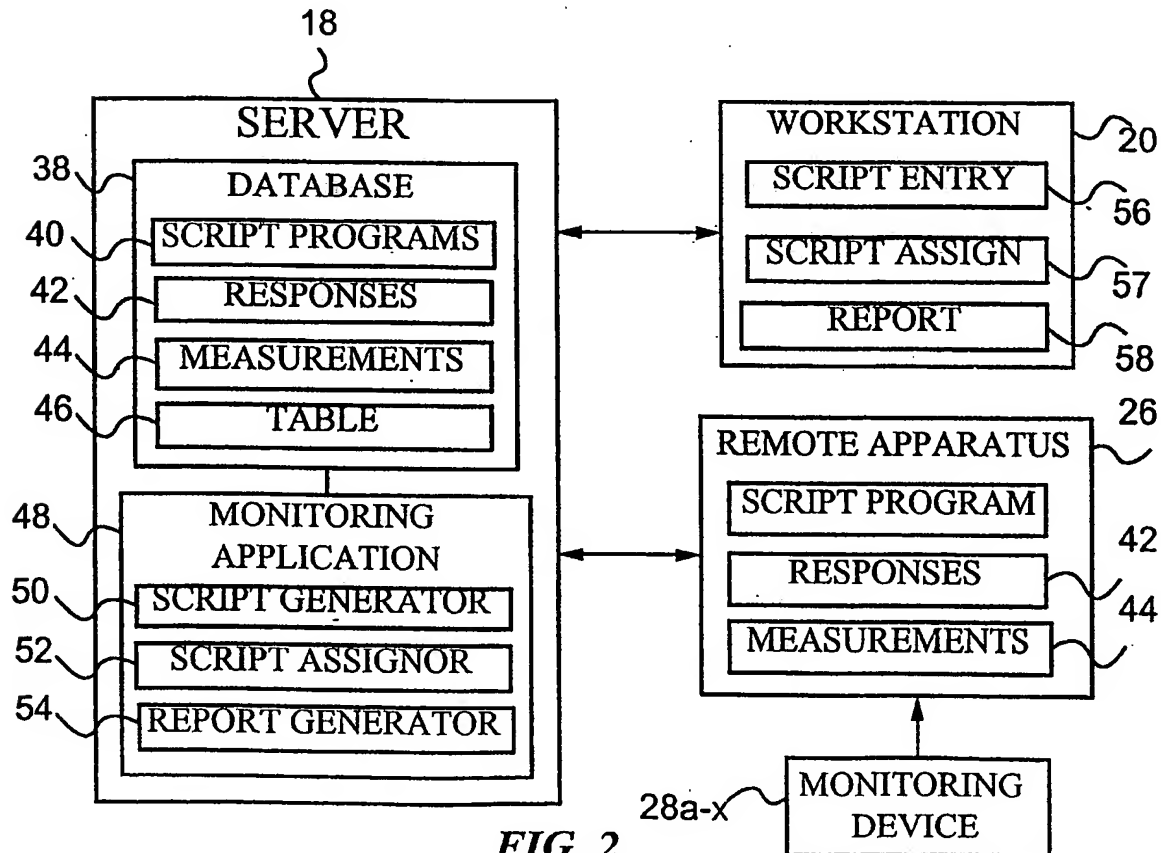 18
SERVER
38
DATABASE
40
SCRIPT PROGRAMS
42
RESPONSES
44
MEASUREMENTS
46
TABLE
48
MONITORING
APPLICATION
50
SCRIPT GENERATOR
52
SCRIPT ASSIGNOR
54
REPORT GENERATOR
WORKSTATION
20
SCRIPT ENTRY
56
SCRIPT ASSIGN
57
REPORT
58
26
REMOTE APPARATUS
SCRIPT PROGRAM
42
RESPONSES
44
MEASUREMENTS
28a-x
MONITORING
DEVICE
FIG. 2